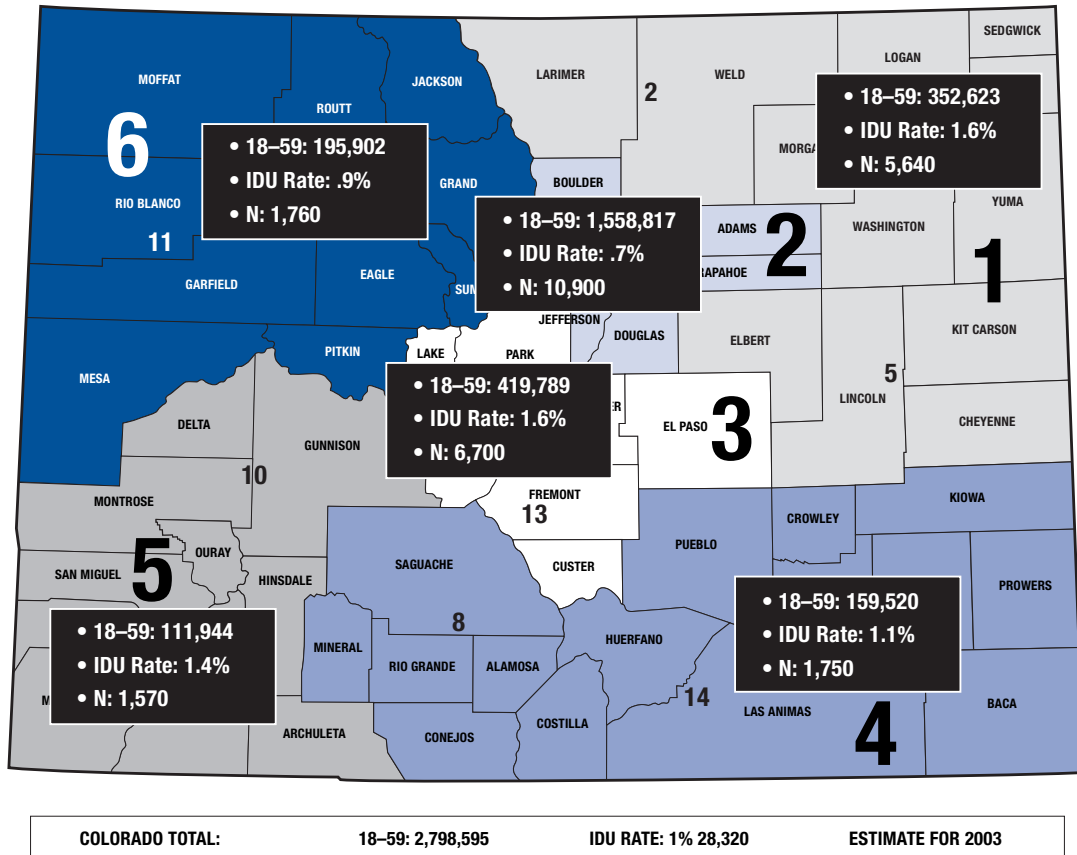 SEDGWICK
LOGAN
MOFFAT
JACKSON
LARIMER
WELD
2
ROUTT
6
• 18–59: 352,623
• IDU Rate: 1.6%
• N: 5,640
• 18–59: 195,902
• IDU Rate: .9%
• N: 1,760
MORGA
GRAND
BOULDER
RIO BLANCO
YUMA
11
• 18–59: 1,558,817
• IDU Rate: .7%
• N: 10,900
ADAMS
2
WASHINGTON
1
RAPAHOE
EAGLE
GARFIELD
SUM
JEFFERSON
DOUGLAS
ELBERT
KIT CARSON
LAKE
PARK
PITKIN
MESA
5
LINCOLN
• 18–59: 419,789
• IDU Rate: 1.6%
• N: 6,700
ER
EL PASO
3
CHEYENNE
DELTA
GUNNISON
10
MONTROSE
FREMONT
13
KIOWA
CROWLEY
PUEBLO
OURAY
5
SAN MIGUEL
HINSDALE
SAGUACHE
CUSTER
PROWERS
• 18–59: 159,520
• IDU Rate: 1.1%
• N: 1,750
• 18–59: 111,944
• IDU Rate: 1.4%
• N: 1,570
8
MINERAL
RIO GRANDE
ALAMOSA
HUERFANO
14
M
LAS ANIMAS
4
BACA
ARCHULETA
CONEJOS
COSTILLA
COLORADO TOTAL: 18–59: 2,798,595 IDU RATE: 1% 28,320 ESTIMATE FOR 2003